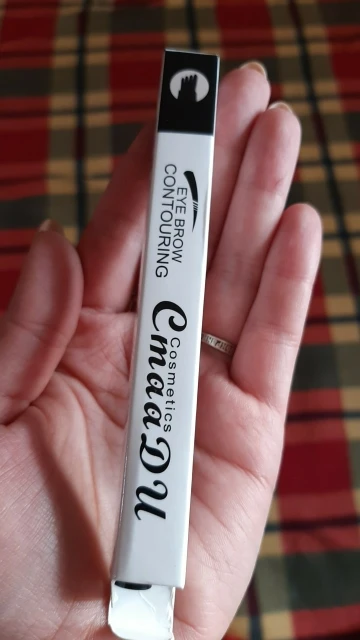 EYE BROW
CONTOURING
Cosmetics
CmaaDU